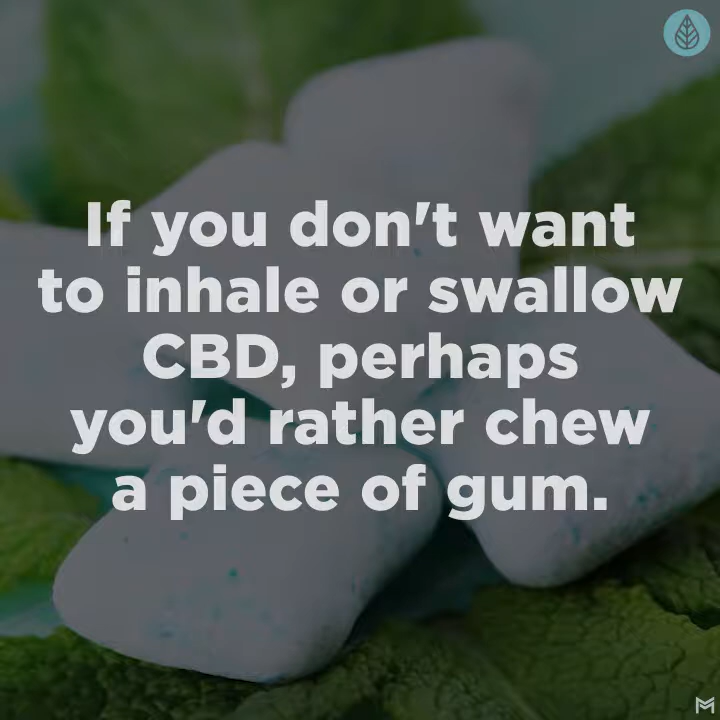 If you don't want
to inhale or swallow
CBD, perhaps
you'd rather chew
a piece of gum.